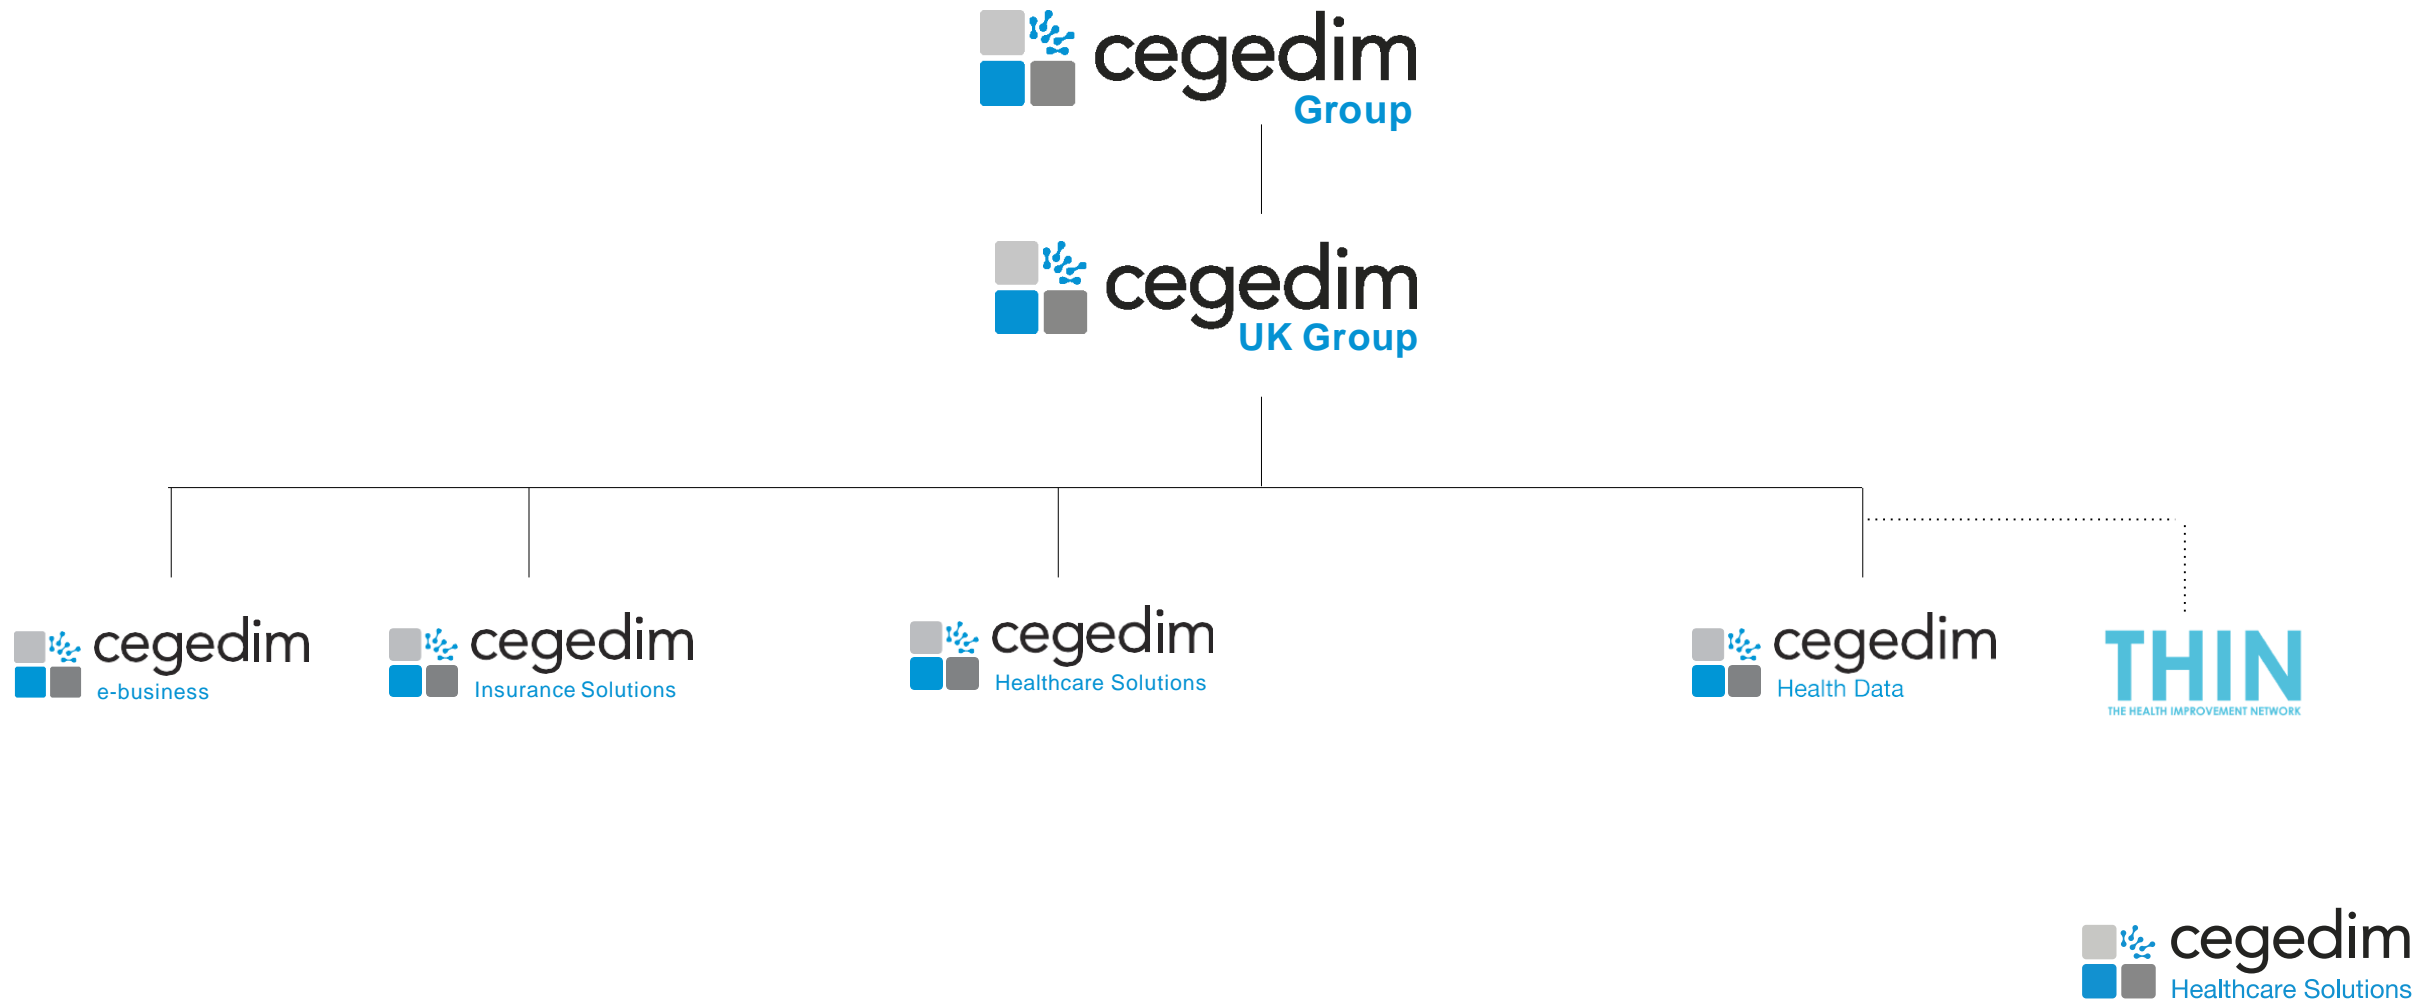 cegedim
Group
cegedim
UK Group
cegedim
e-business
cegedim
Insurance Solutions
cegedim
Healthcare Solutions
cegedim
Health Data
THIN
THE HEALTH IMPROVEMENT NETWORK
cegedim
Healthcare Solutions